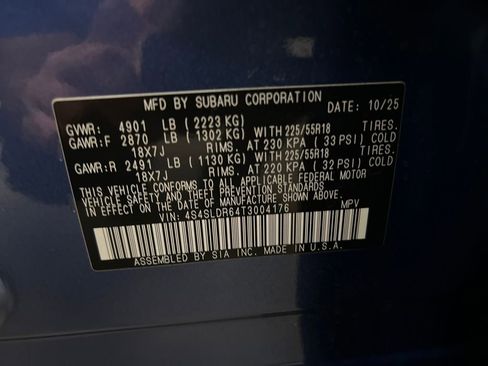 MFD BY SUBARU CORPORATION DATE: 10/25
GVWR: 4901 LB ( 2223 KG)
GAWR:F 2870 LB ( 1302 KG) WITH 225/55R18 TIRES.
18X7J RIMS. AT 230 KPA ( 33 PSI) COLD
GAWR:R 2491 LB ( 1130 KG) WITH 225/55R18 TIRES.
18X7J RIMS. AT 220 KPA ( 32 PSI) COLD
THIS VEHICLE CONFORMS TO ALL APPLICABLE FEDERAL MOTOR
VEHICLE SAFETY AND THEFT PREVENTION STANDARDS
IN EFFECT ON THE DATE OF MANUFACTURE SHOWN ABOVE.
VIN: 4S4SLDR64T3004176 MPV
ASSEMBLED BY SIA INC. MADE IN U.S.A.